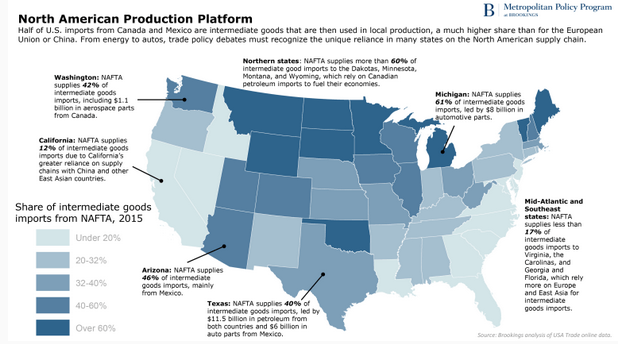 North American Production Platform
B Metropolitan Policy Program
at BROOKINGS
Half of U.S. imports from Canada and Mexico are intermediate goods that are then used in local production, a much higher share than for the European
Union or China. From energy to autos, trade policy debates must recognize the unique reliance in many states on the North American supply chain.
Northern states: NAFTA supplies more than 60% of
intermediate good imports to the Dakotas, Minnesota,
Montana, and Wyoming, which rely on Canadian
petroleum imports to fuel their economies.
Washington: NAFTA
supplies 42% of
intermediate goods
imports, including $1.1
billion in aerospace parts
from Canada.
Michigan: NAFTA supplies
61% of intermediate goods
imports, led by $8 billion in
automotive parts.
California: NAFTA supplies
12% of intermediate goods
imports due to California's
greater reliance on supply
chains with China and other
East Asian countries.
Share of intermediate goods
imports from NAFTA, 2015
Under 20%
20-32%
32-40%
40-60%
Over 60%
Mid-Atlantic and
Southeast
states: NAFTA
supplies less than
17% of
intermediate
goods imports to
Virginia, the
Carolinas, and
Georgia and
Florida, which rely
more on Europe
and East Asia for
intermediate
goods imports.
Arizona: NAFTA supplies
46% of intermediate
goods imports, mainly
from Mexico.
Texas: NAFTA supplies 40% of
intermediate goods imports, led by
$11.5 billion in petroleum from
both countries and $6 billion in
auto parts from Mexico.
Source: Brookings analysis of USA Trade online data.